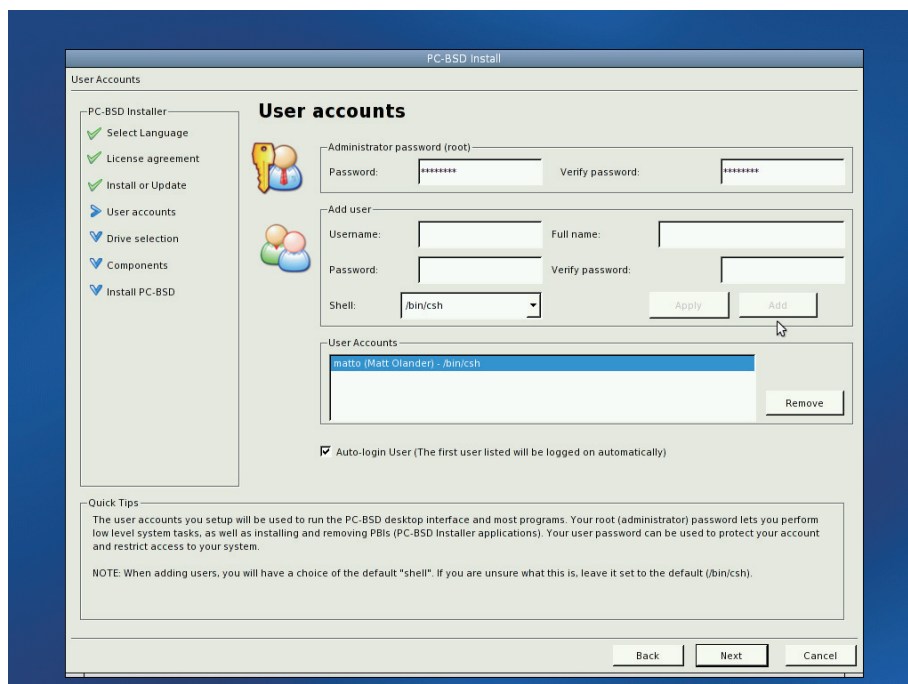 PC-BSD Install
User Accounts
PC-BSD Installer
Select Language
License agreement
Install or Update
User accounts
Drive selection
Components
Install PC-BSD
User accounts
Administrator password (root)
Password: ******** Verify password: ********
Add user
Username: Full name:
Password: Verify password:
Shell: /bin/csh Apply Add
User Accounts
matto (Matt Olander) - /bin/csh
Remove
Auto-login User (The first user listed will be logged on automatically)
Quick Tips
The user accounts you setup will be used to run the PC-BSD desktop interface and most programs. Your root (administrator) password lets you perform
low level system tasks, as well as installing and removing PBIs (PC-BSD Installer applications). Your user password can be used to protect your account
and restrict access to your system.
NOTE: When adding users, you will have a choice of the default "shell". If you are unsure what this is, leave it set to the default (/bin/csh).
Back Next Cancel